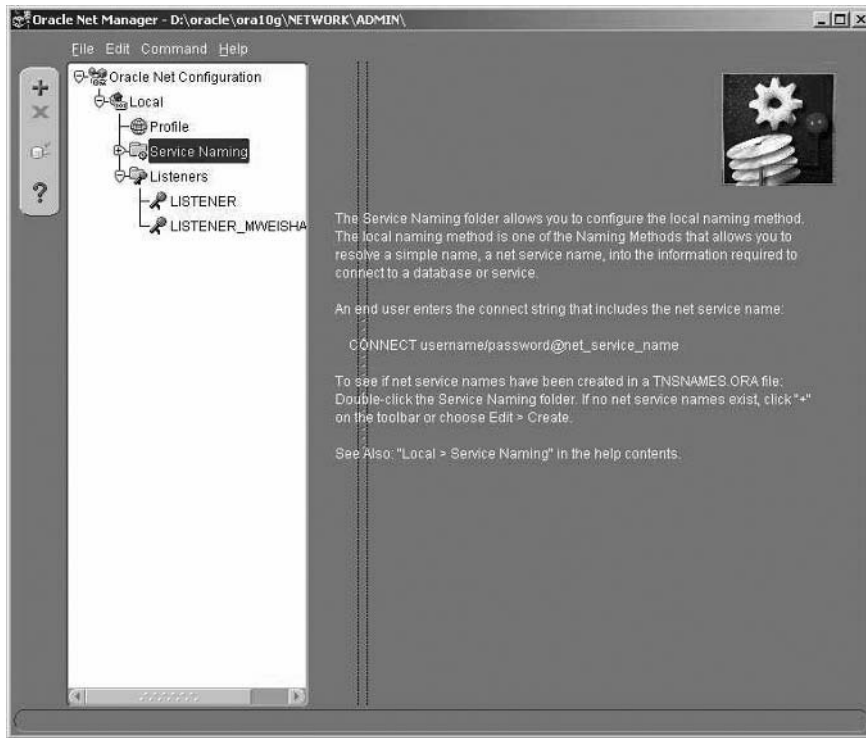 Oracle Net Manager - D:\oracle\ora10g\NETWORK\ADMIN\
File Edit Command Help
Oracle Net Configuration
Local
Profile
Service Naming
Listeners
LISTENER
LISTENER_MWEISHA
The Service Naming folder allows you to configure the local naming method.
The local naming method is one of the Naming Methods that allows you to
resolve a simple name, a net service name, into the information required to
connect to a database or service.
An end user enters the connect string that includes the net service name:
CONNECT username/password@net_service_name
To see if net service names have been created in a TNSNAMES.ORA file:
Double-click the Service Naming folder. If no net service names exist, click "+"
on the toolbar or choose Edit > Create.
See Also: "Local > Service Naming" in the help contents.